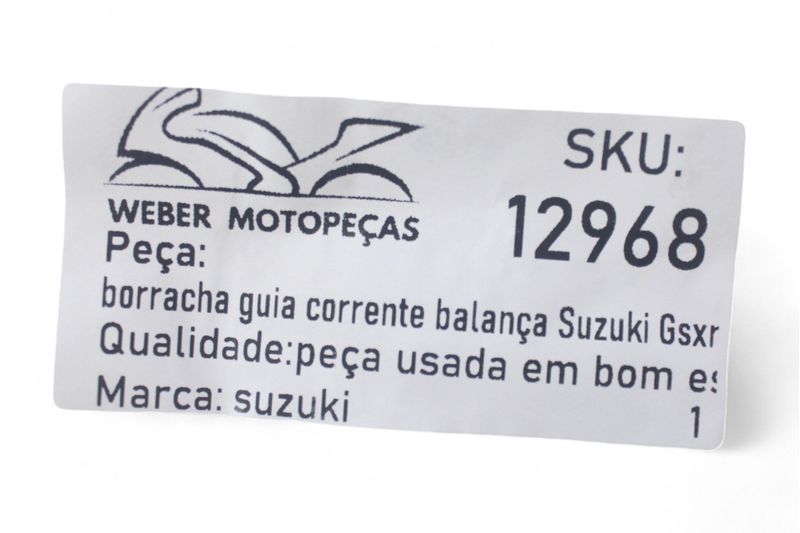 WEBER MOTOPEÇAS
SKU:
12968
Peça:
borracha guia corrente balança Suzuki Gsxr
Qualidade:peça usada em bom es
Marca: suzuki
1